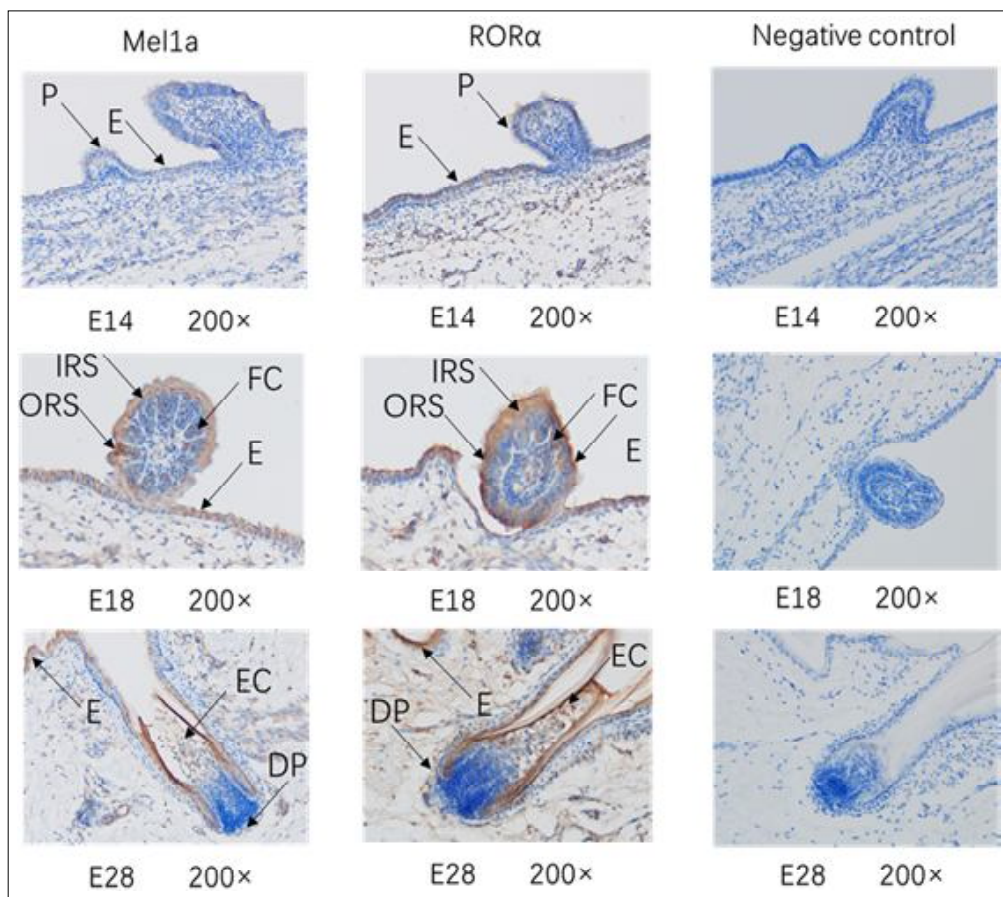 Mel1a RORα Negative control
P
E
P
E
E14 200× E14 200× E14 200×
IRS
ORS
FC
E
IRS
ORS
FC
E
E18 200× E18 200× E18 200×
E
EC
DP
DP
E
EC
E28 200× E28 200× E28 200×